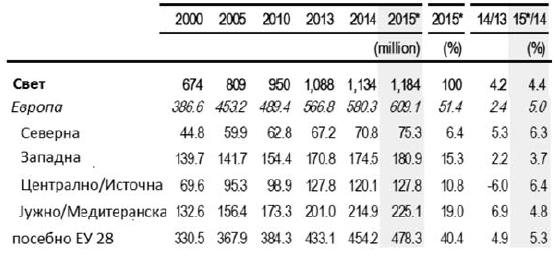 2000 2005 2010 2013 2014 2015* 2015* 14/13 15*/14
(million) (%) (%)
Свет 674 809 950 1,088 1,134 1,184 100 4.2 4.4
Европа 386.6 453.2 489.4 566.8 580.3 609.1 51.4 2.4 5.0
Северна 44.8 59.9 62.8 67.2 70.8 75.3 6.4 5.3 6.3
Западна 139.7 141.7 154.4 170.8 174.5 180.9 15.3 2.2 3.7
Централно/Источна 69.6 95.3 98.9 127.8 120.1 127.8 10.8 -6.0 6.4
Јужно/Медитеранска 132.6 156.4 173.3 201.0 214.9 225.1 19.0 6.9 4.8
посебно ЕУ 28 330.5 367.9 384.3 433.1 454.2 478.3 40.4 4.9 5.3